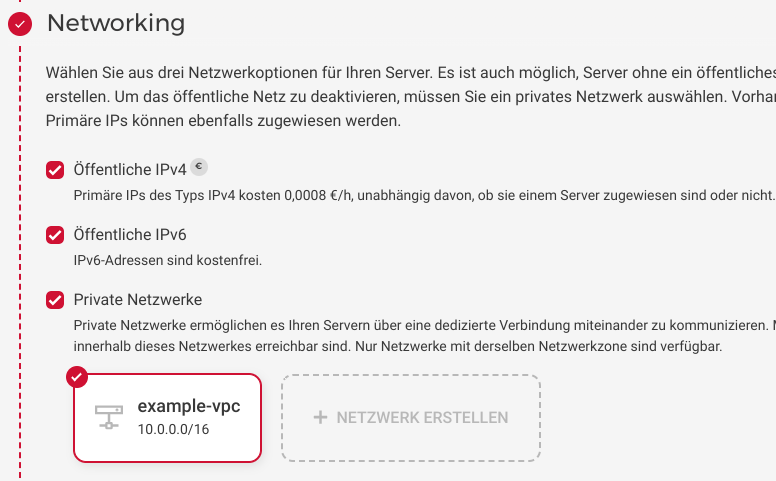 Networking
Wählen Sie aus drei Netzwerkoptionen für Ihren Server. Es ist auch möglich, Server ohne ein öffentliches
erstellen. Um das öffentliche Netz zu deaktivieren, müssen Sie ein privates Netzwerk auswählen.
Primäre IPs können ebenfalls zugewiesen werden.
Öffentliche IPv4 €
Primäre IPs des Typs IPv4 kosten 0,0008 €/h, unabhängig davon, ob sie einem Server zugewiesen sind oder nicht.
Öffentliche IPv6
IPv6-Adressen sind kostenfrei.
Private Netzwerke
Private Netzwerke ermöglichen es Ihren Servern über eine dedizierte Verbindung miteinander zu kommunizieren.
innerhalb dieses Netzwerkes erreichbar sind. Nur Netzwerke mit derselben Netzwerkzone sind verfügbar.
example-vpc
10.0.0.0/16
+ NETZWERK ERSTELLEN